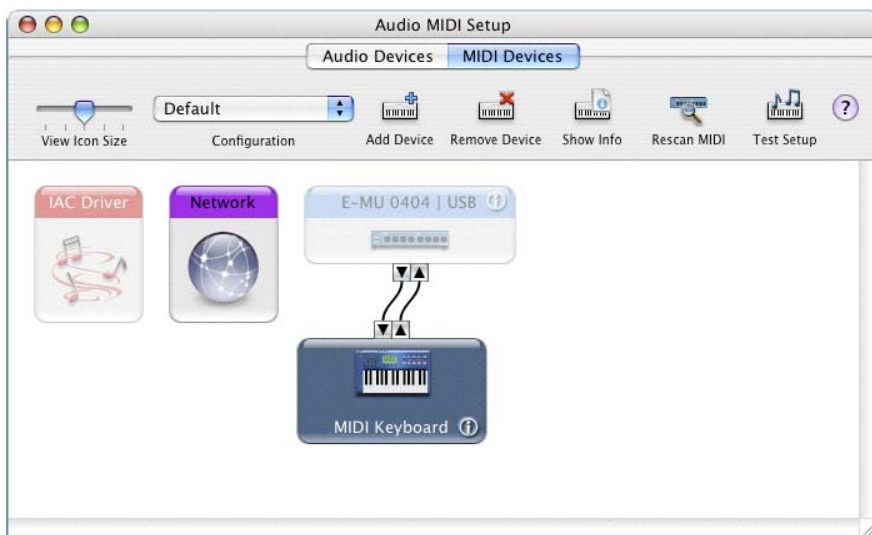 Audio MIDI Setup
Audio Devices MIDI Devices
Default
?
View Icon Size Configuration Add Device Remove Device Show Info Rescan MIDI Test Setup
IAC Driver Network E-MU 0404 | USB i
MIDI Keyboard i